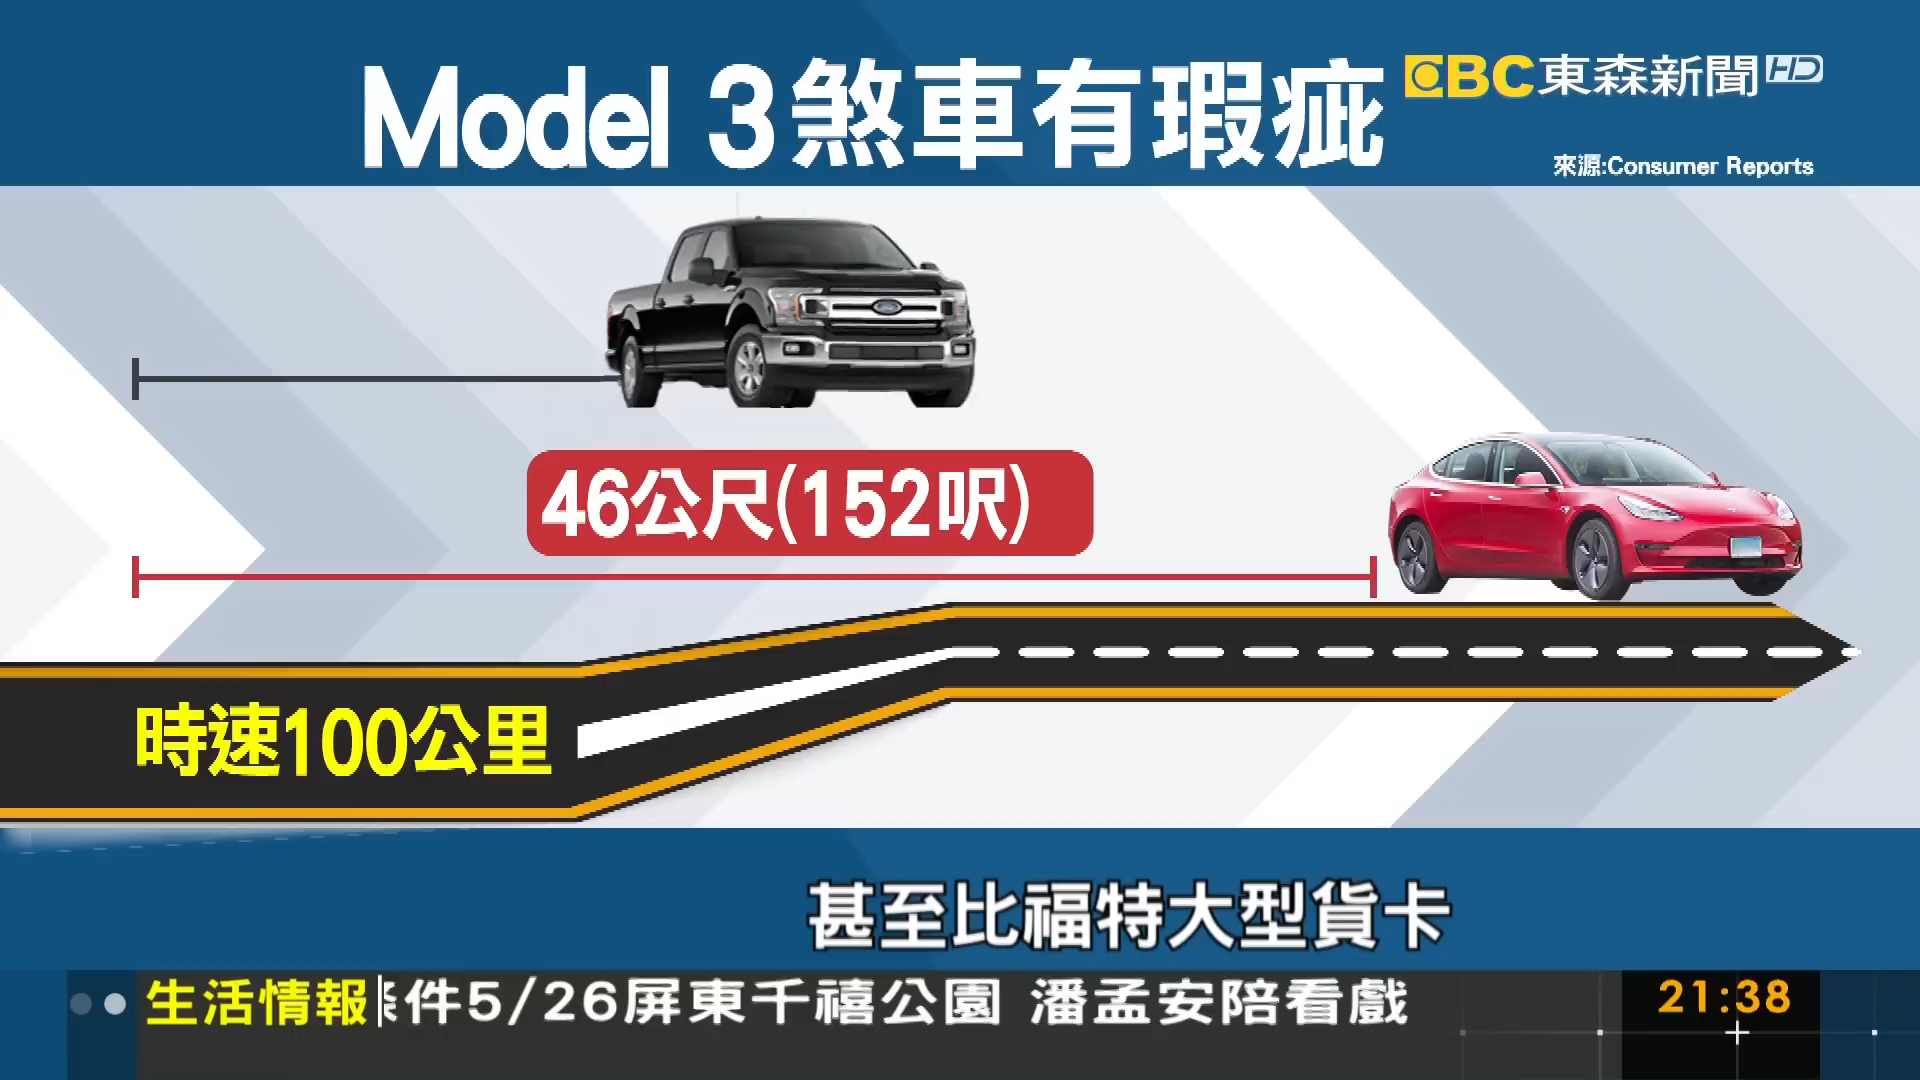 Model 3煞車有瑕疵
EBC東森新聞HD
來源:Consumer Reports
46公尺(152呎)
時速100公里
甚至比福特大型貨卡
生活情報
件5/26屏東千禧公園 潘孟安陪看戲
21:38